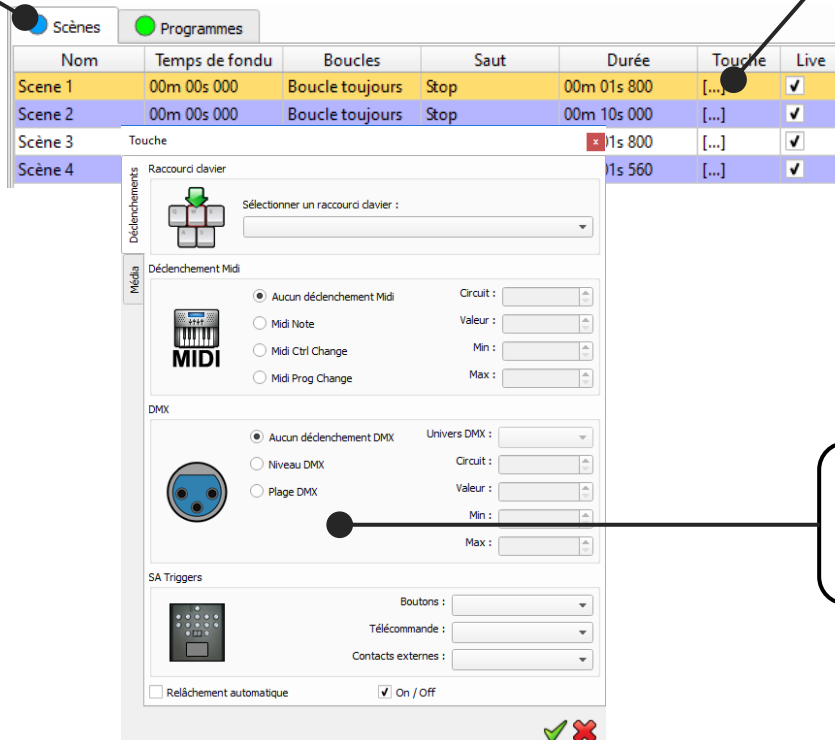 Scènes Programmes
Nom Temps de fondu Boucles Saut Durée Touche Live
Scene 1 00m 00s 000 Boucle toujours Stop 00m 01s 800 [...]
Scene 2 00m 00s 000 Boucle toujours Stop 00m 10s 000 [...]
Scène 3 01s 800 [...]
Scène 4 01s 560 [...]
Touche
Déclenchements
Média
Raccourci clavier
Sélectionner un raccourci clavier :
Déclenchement Midi
MIDI
Aucun déclenchement Midi Circuit :
Midi Note Valeur :
Midi Ctrl Change Min :
Midi Prog Change Max :
DMX
Aucun déclenchement DMX Univers DMX :
Niveau DMX Circuit :
Plage DMX Valeur :
Min :
Max :
SA Triggers
Boutons :
Télécommande :
Contacts externes :
Relâchement automatique On / Off